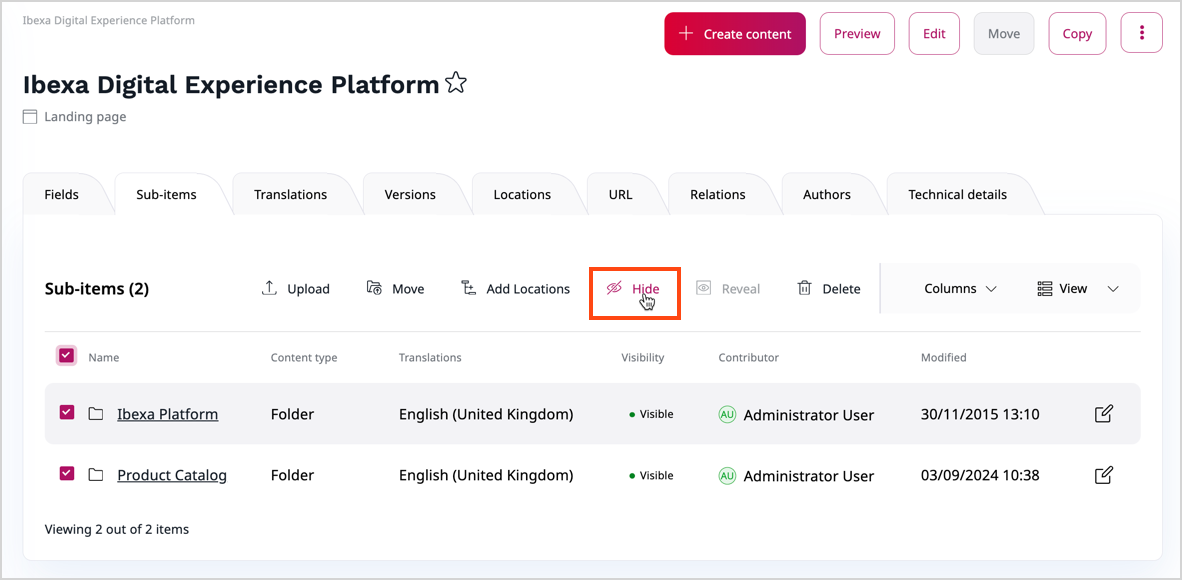 Ibexa Digital Experience Platform
Create content Preview Edit Move Copy
Ibexa Digital Experience Platform
Landing page
Fields Sub-items Translations Versions Locations URL Relations Authors Technical details
Sub-items (2) Upload Move Add Locations Hide Reveal Delete Columns View
Name Content type Translations Visibility Contributor Modified
Ibexa Platform Folder English (United Kingdom) Visible AU Administrator User 30/11/2015 13:10
Product Catalog Folder English (United Kingdom) Visible AU Administrator User 03/09/2024 10:38
Viewing 2 out of 2 items